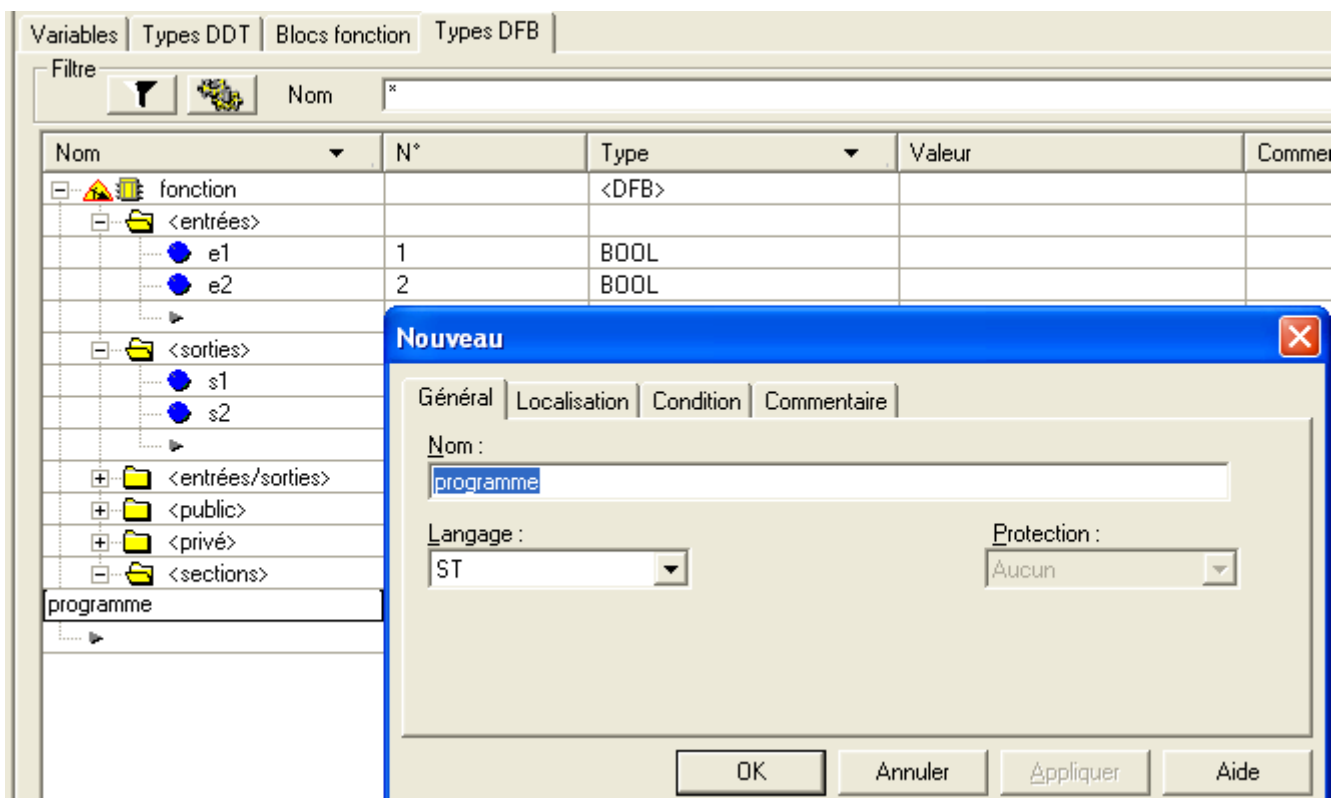 Variables Types DDT Blocs fonction Types DFB
Filtre
Nom *
Nom N° Type Valeur Commer
fonction <DFB>
<entrées>
e1 1 BOOL
e2 2 BOOL
Nouveau
<sorties>
s1
Général Localisation Condition Commentaire
s2
Nom :
<entrées/sorties>
programme
<public>
<privé>
Langage : Protection :
<sections>
ST Aucun
programme
OK Annuler Appliquer Aide